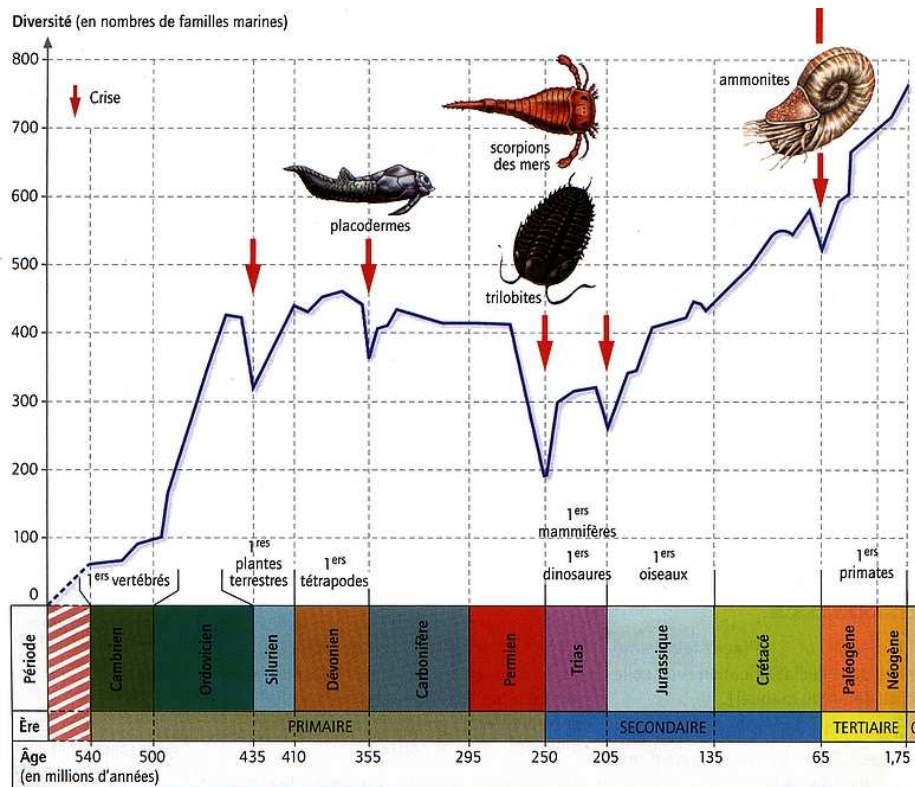 Diversité (en nombres de familles marines)
800
Crise
700
600
500
400
300
200
100
0
ammonites
scorpions
des mers
placodermes
trilobites
1ers vertébrés
1res
plantes
terrestres
1ers
tétrapodes
1ers
mammifères
1ers
dinosaures
1ers
oiseaux
1ers
primates
Période
Cambrien
Ordovicien
Silurien
Dévonien
Carbonifère
Permien
Trias
Jurassique
Crétacé
Paléogène
Néogène
Ère
PRIMAIRE
SECONDAIRE
TERTIAIRE
Âge
(en millions d'années)
540
500
435
410
355
295
250
205
135
65
1,75